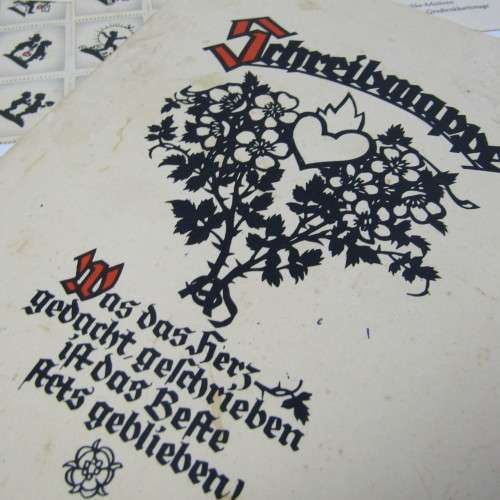 Schreibmappe
Was das Herz
gedacht, geschrieben
ist das Beste
stets geblieben!